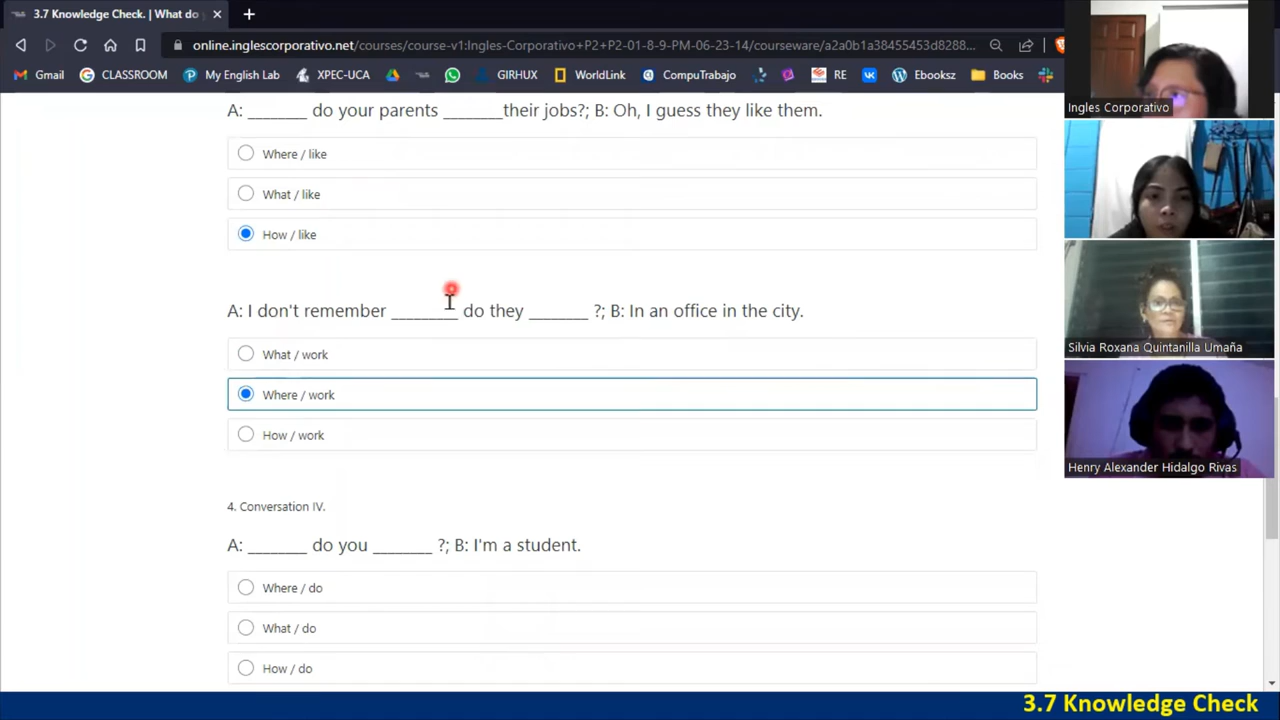 3.7 Knowledge Check. | What do
online.inglescorporativo.net/courses/course-v1:Ingles-Corporativo+P2+P2-01-8-9-PM-06-23-14/courseware/a2a0b1a38455453d8288...
Gmail CLASSROOM My English Lab XPEC-UCA GIRHUX WorldLink CompuTrabajo RE WordPress Ebooksz Books
A: _______ do your parents _______their jobs?; B: Oh, I guess they like them.
Where / like
What / like
How / like
A: I don't remember ________ do they _______ ?; B: In an office in the city.
What / work
Where / work
How / work
4. Conversation IV.
A: _______ do you _______ ?; B: I'm a student.
Where / do
What / do
How / do
Ingles Corporativo
Silvia Roxana Quintanilla Umaña
Henry Alexander Hidalgo Rivas
3.7 Knowledge Check